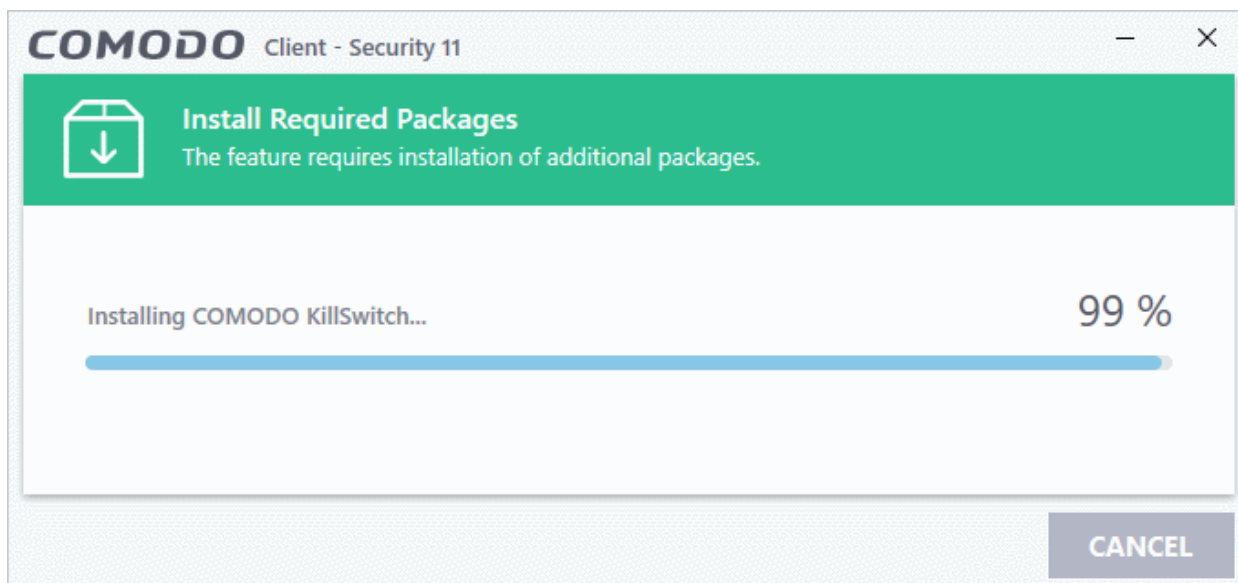 COMODO Client - Security 11
Install Required Packages
The feature requires installation of additional packages.
Installing COMODO KillSwitch... 99 %
CANCEL